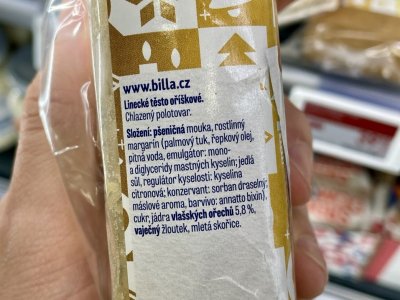 www.billa.cz
Linecké těsto oříškové.
Chlazený polotovar.
Složení: pšeničná mouka, rostlinný
margarin (palmový tuk, řepkový olej,
pitná voda, emulgátor: mono-
a diglyceridy mastných kyselin; jedlá
sůl, regulátor kyselosti: kyselina
citronová; konzervant: sorban draselný;
máslové aroma, barvivo: annatto bixin),
cukr, jádra vlašských ořechů 5,8 %,
vaječný žloutek, mletá skořice.